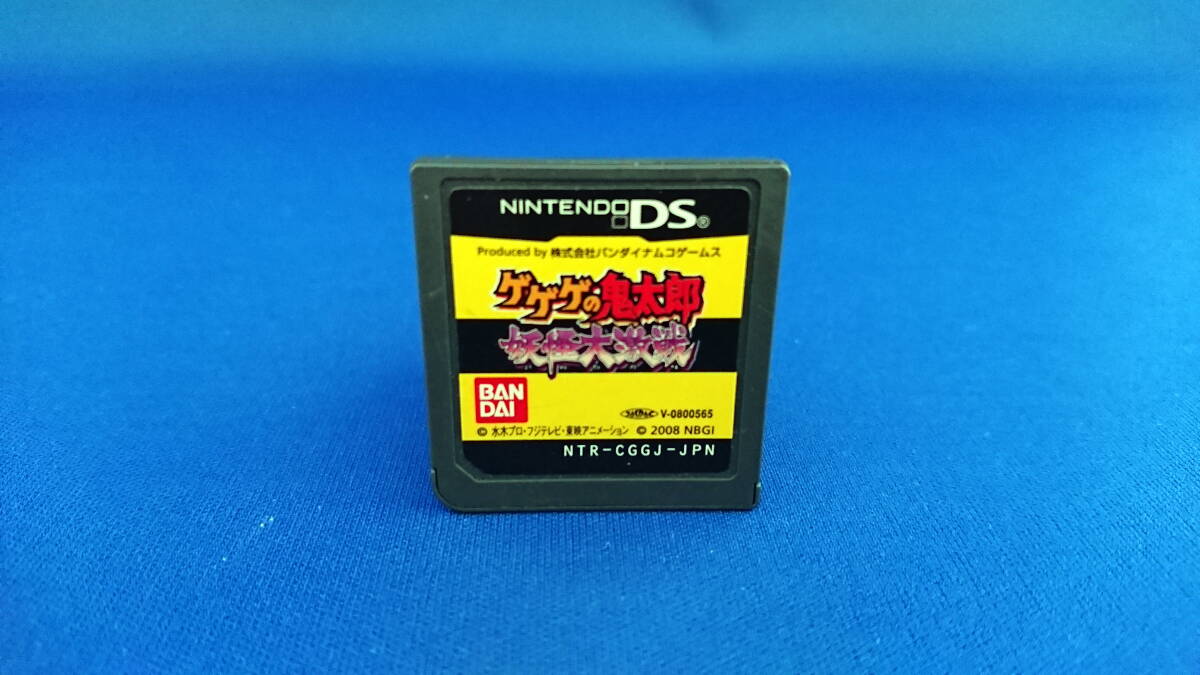 NINTENDO DS®
Produced by 株式会社バンダイナムコゲームス
ゲゲゲの鬼太郎
妖怪大激戦
BAN
DAI
V-0800565
© 水木プロ・フジテレビ・東映アニメーション © 2008 NBGI
NTR-CGGJ-JPN